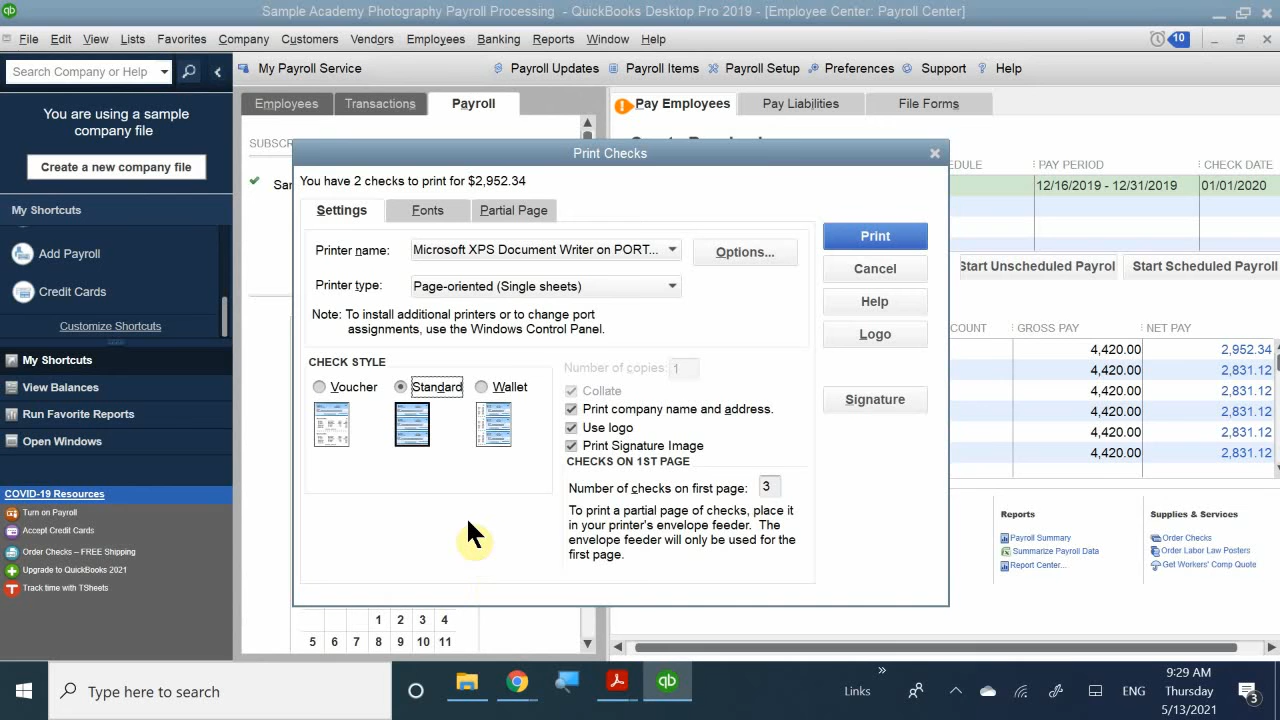 Sample Academy Photography Payroll Processing - QuickBooks Desktop Pro 2019 - [Employee Center: Payroll Center]
File Edit View Lists Favorites Company Customers Vendors Employees Banking Reports Window Help
10
Search Company or Help
My Payroll Service
Payroll Updates
Payroll Items
Payroll Setup
Preferences
Support
? Help
You are using a sample
company file
Create a new company file
My Shortcuts
Add Payroll
Credit Cards
Customize Shortcuts
My Shortcuts
View Balances
Run Favorite Reports
Open Windows
COVID-19 Resources
Turn on Payroll
Accept Credit Cards
Order Checks – FREE Shipping
Upgrade to QuickBooks 2021
Track time with TSheets
Employees
Transactions
Payroll
Pay Employees
Pay Liabilities
File Forms
Print Checks
You have 2 checks to print for $2,952.34
Settings
Fonts
Partial Page
Printer name:
Microsoft XPS Document Writer on PORT...
Options...
Printer type:
Page-oriented (Single sheets)
Note: To install additional printers or to change port
assignments, use the Windows Control Panel.
CHECK STYLE
Voucher
Standard
Wallet
Number of copies: 1
Collate
Print company name and address.
Use logo
Print Signature Image
CHECKS ON 1ST PAGE
Number of checks on first page: 3
To print a partial page of checks, place it
in your printer's envelope feeder. The
envelope feeder will only be used for the
first page.
Print
Cancel
Help
Logo
Signature
PAY PERIOD
CHECK DATE
12/16/2019 - 12/31/2019
01/01/2020
Start Unscheduled Payrol
Start Scheduled Payroll
GROSS PAY
NET PAY
4,420.00 2,952.34
4,420.00 2,831.12
4,420.00 2,831.12
4,420.00 2,831.12
4,420.00 2,831.12
4,420.00 2,831.12
Reports
Payroll Summary
Summarize Payroll Data
Report Center...
Supplies & Services
Order Checks
Order Labor Law Posters
Get Workers' Comp Quote
1 2 3 4
5 6 7 8 9 10 11
Type here to search
Links
ENG
9:29 AM
Thursday
5/13/2021
3